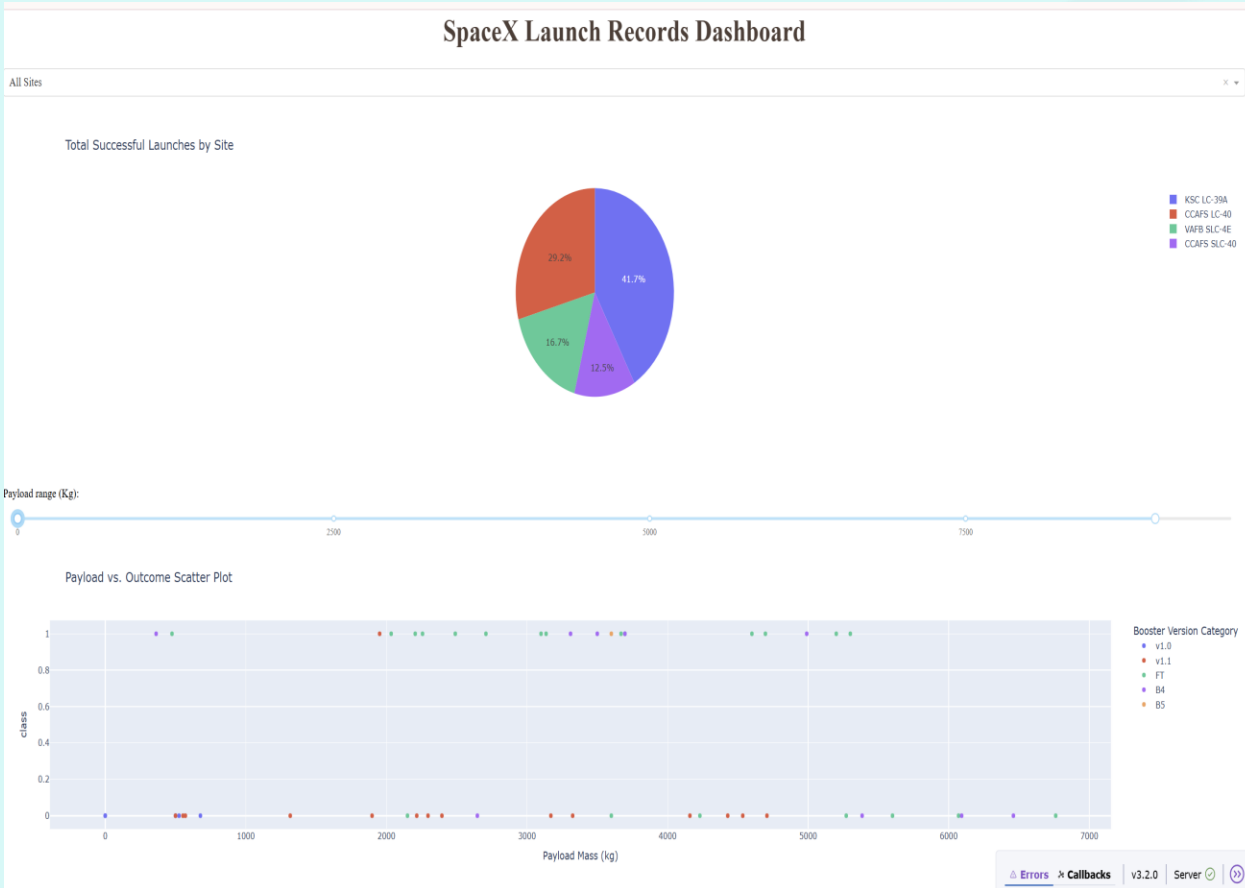 SpaceX Launch Records Dashboard
All Sites
×
Total Successful Launches by Site
KSC LC-39A
CCAFS LC-40
VAFB SLC-4E
CCAFS SLC-40
29.2%
41.7%
16.7%
12.5%
Payload range (Kg):
0 2500 5000 7500
Payload vs. Outcome Scatter Plot
Booster Version Category
v1.0
v1.1
FT
B4
B5
class
1
0.8
0.6
0.4
0.2
0
0 1000 2000 3000 4000 5000 6000 7000
Payload Mass (kg)
Errors Callbacks v3.2.0 Server